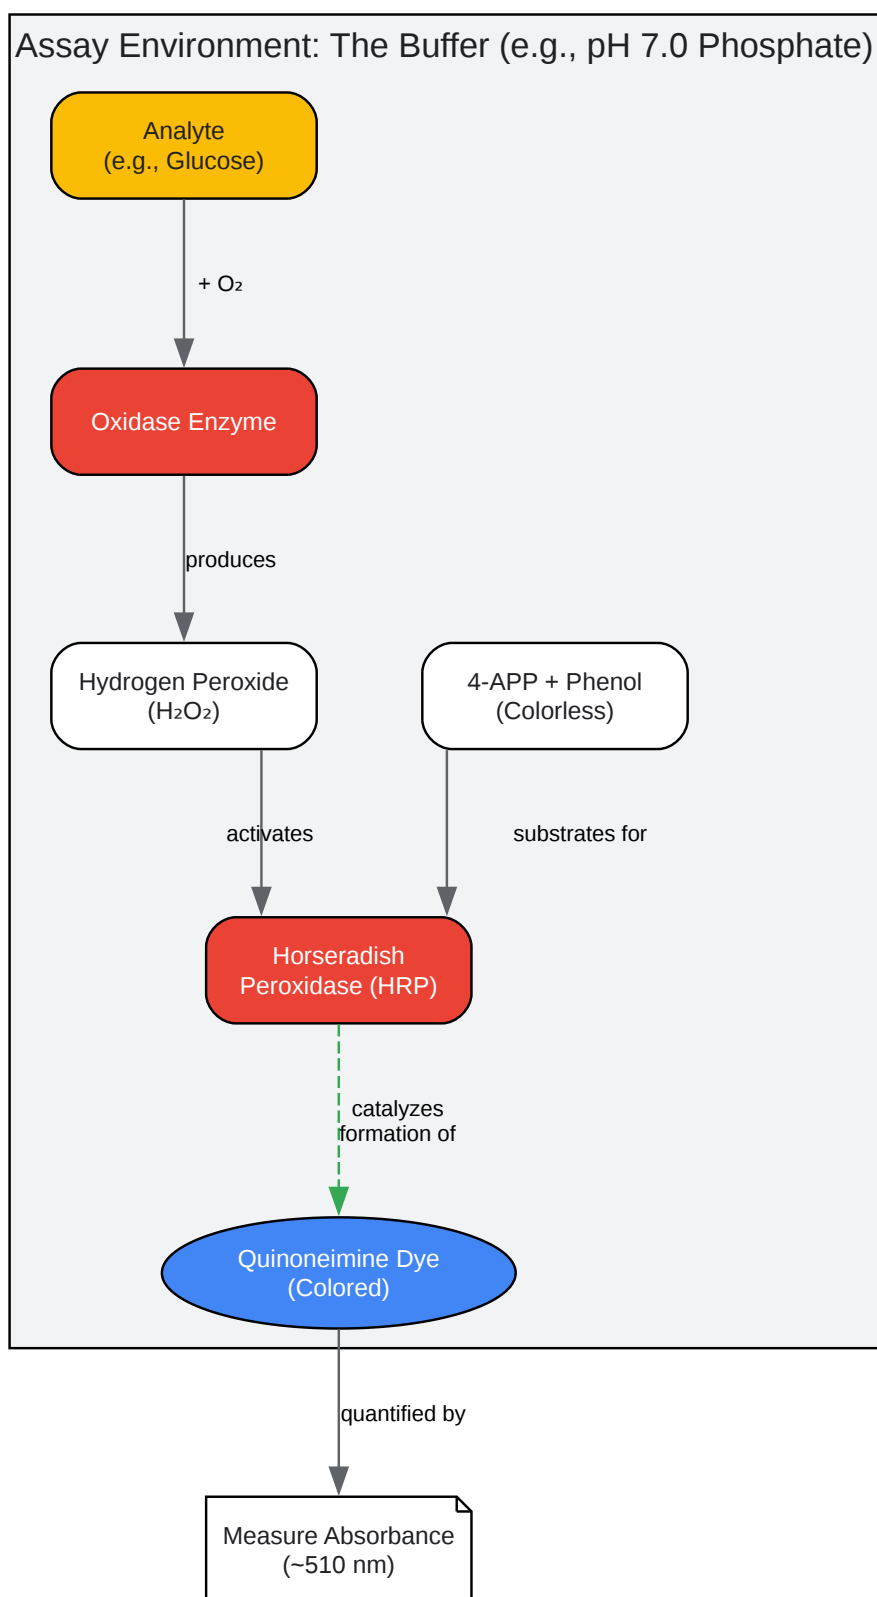 Assay Environment: The Buffer (e.g., pH 7.0 Phosphate)
Analyte
(e.g., Glucose)
+ O₂
Oxidase Enzyme
produces
Hydrogen Peroxide
(H₂O₂)
4-APP + Phenol
(Colorless)
activates
substrates for
Horseradish
Peroxidase (HRP)
catalyzes
formation of
Quinoneimine Dye
(Colored)
quantified by
Measure Absorbance
(~510 nm)